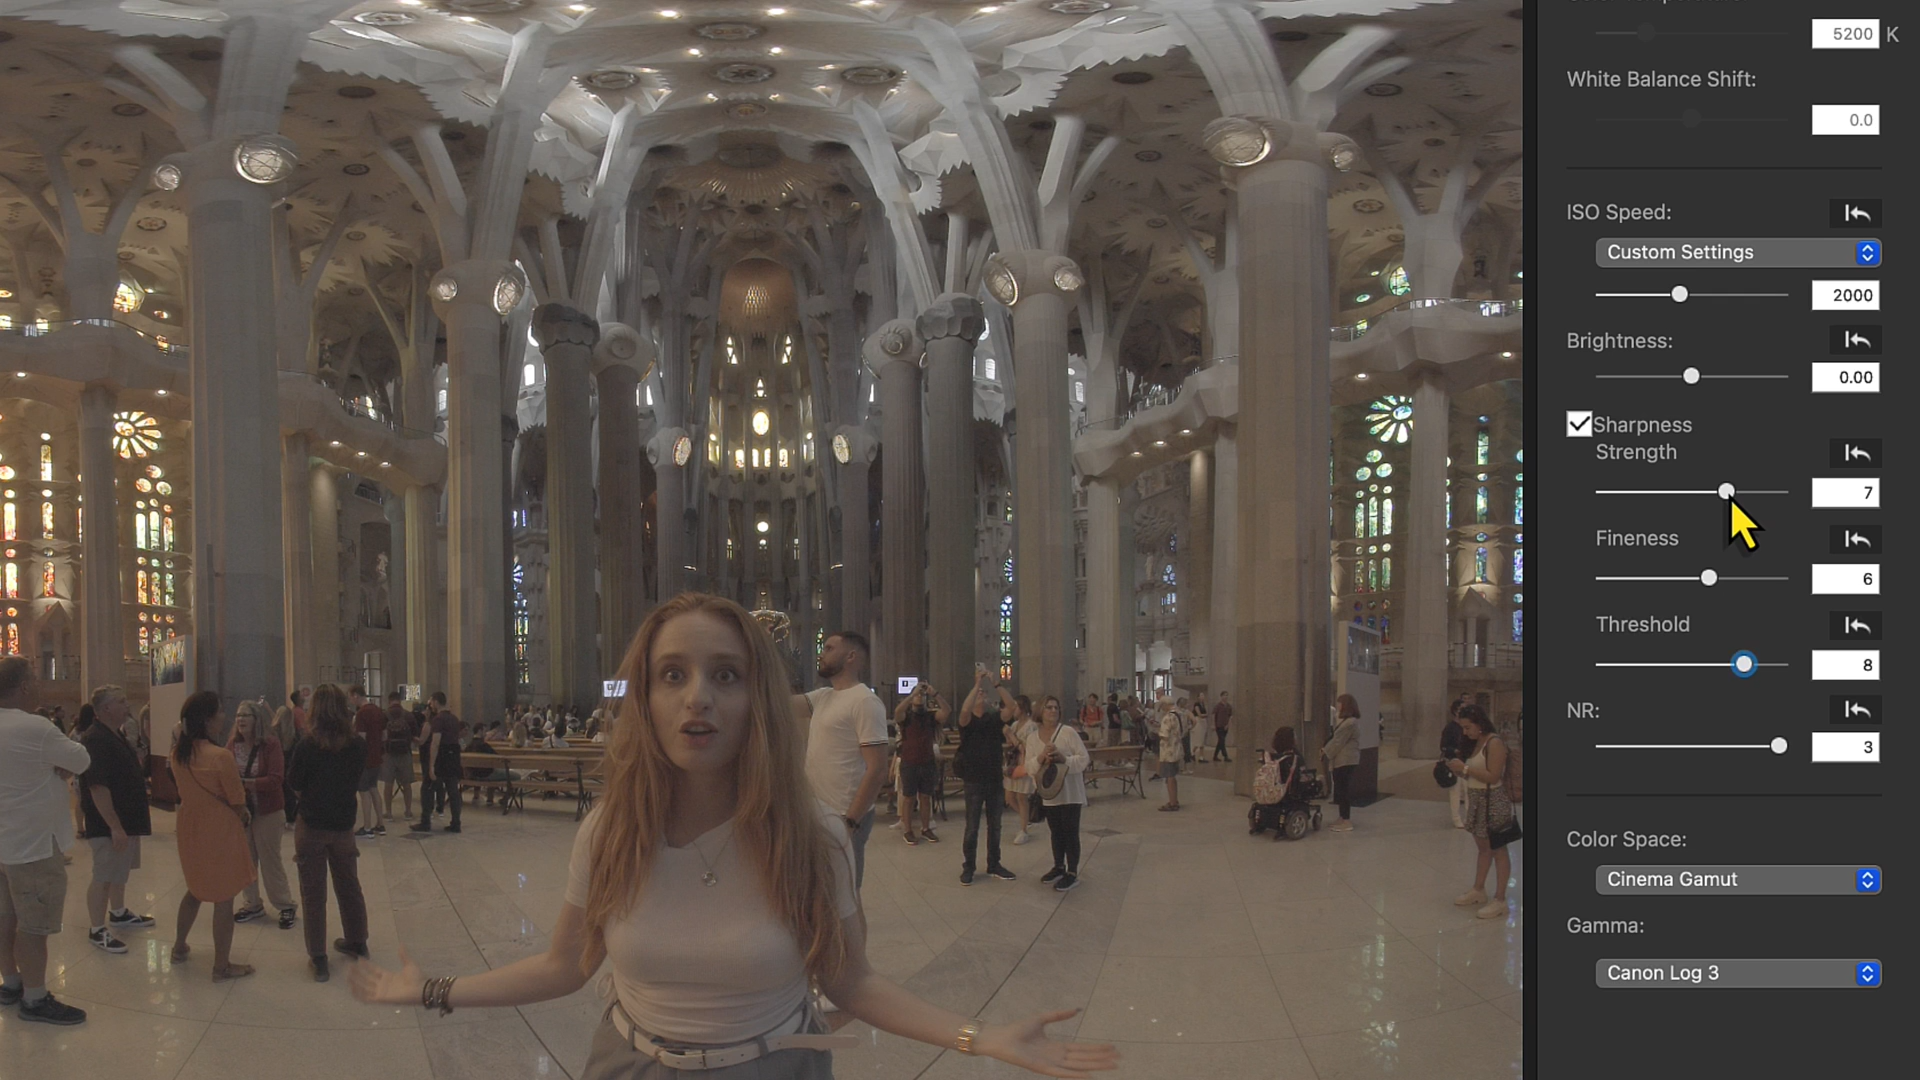 5200 K
White Balance Shift:
0.0
ISO Speed:
Custom Settings
2000
Brightness:
0.00
Sharpness
Strength
7
Fineness
6
Threshold
8
NR:
3
Color Space:
Cinema Gamut
Gamma:
Canon Log 3